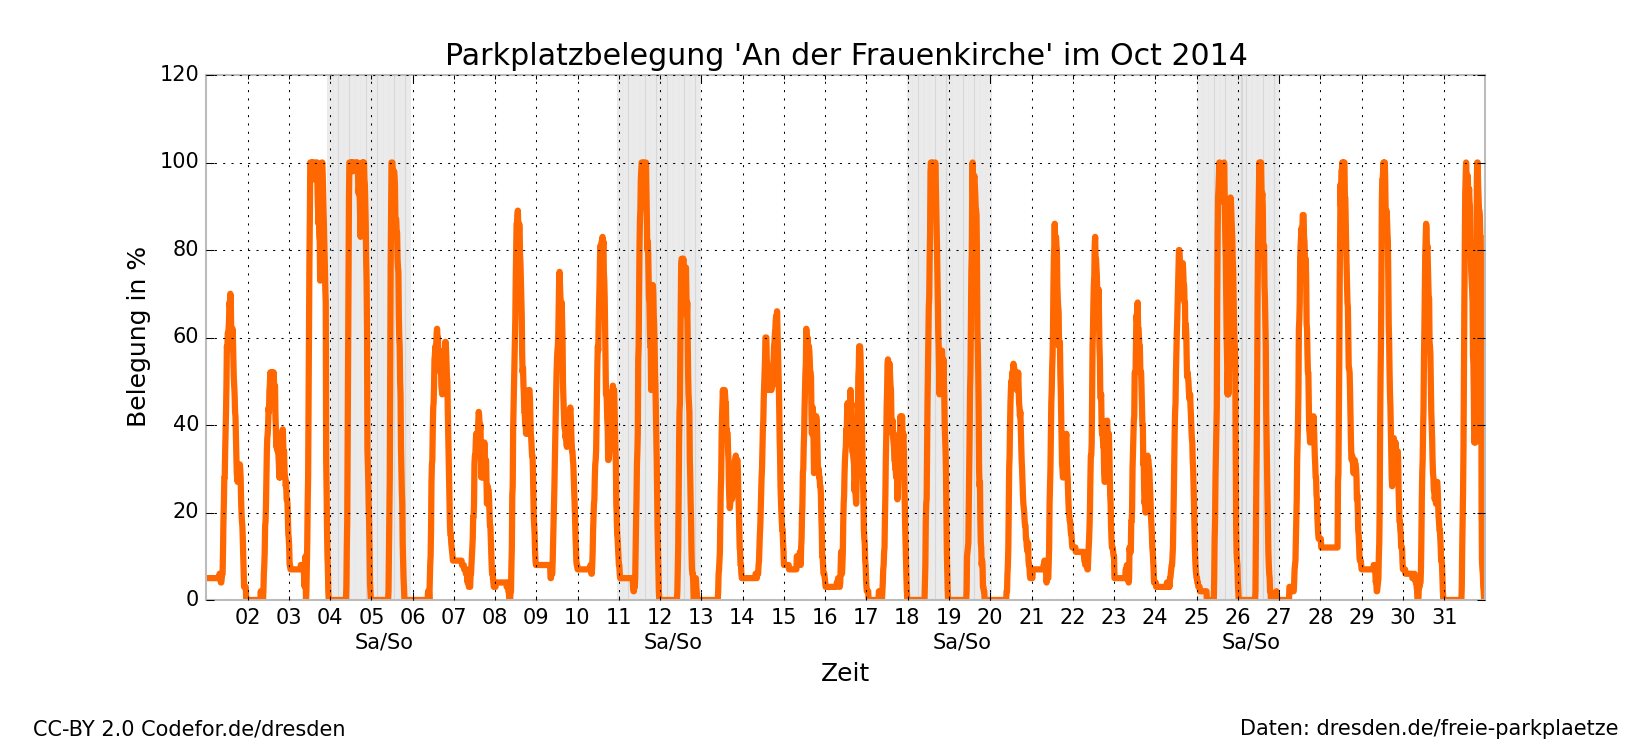 Parkplatzbelegung 'An der Frauenkirche' im Oct 2014
120
100
80
60
40
20
0
Belegung in %
02 03 04 05 06 07 08 09 10 11 12 13 14 15 16 17 18 19 20 21 22 23 24 25 26 27 28 29 30 31
Sa/So Sa/So Sa/So Sa/So
Zeit
CC-BY 2.0 Codefor.de/dresden
Daten: dresden.de/freie-parkplaetze